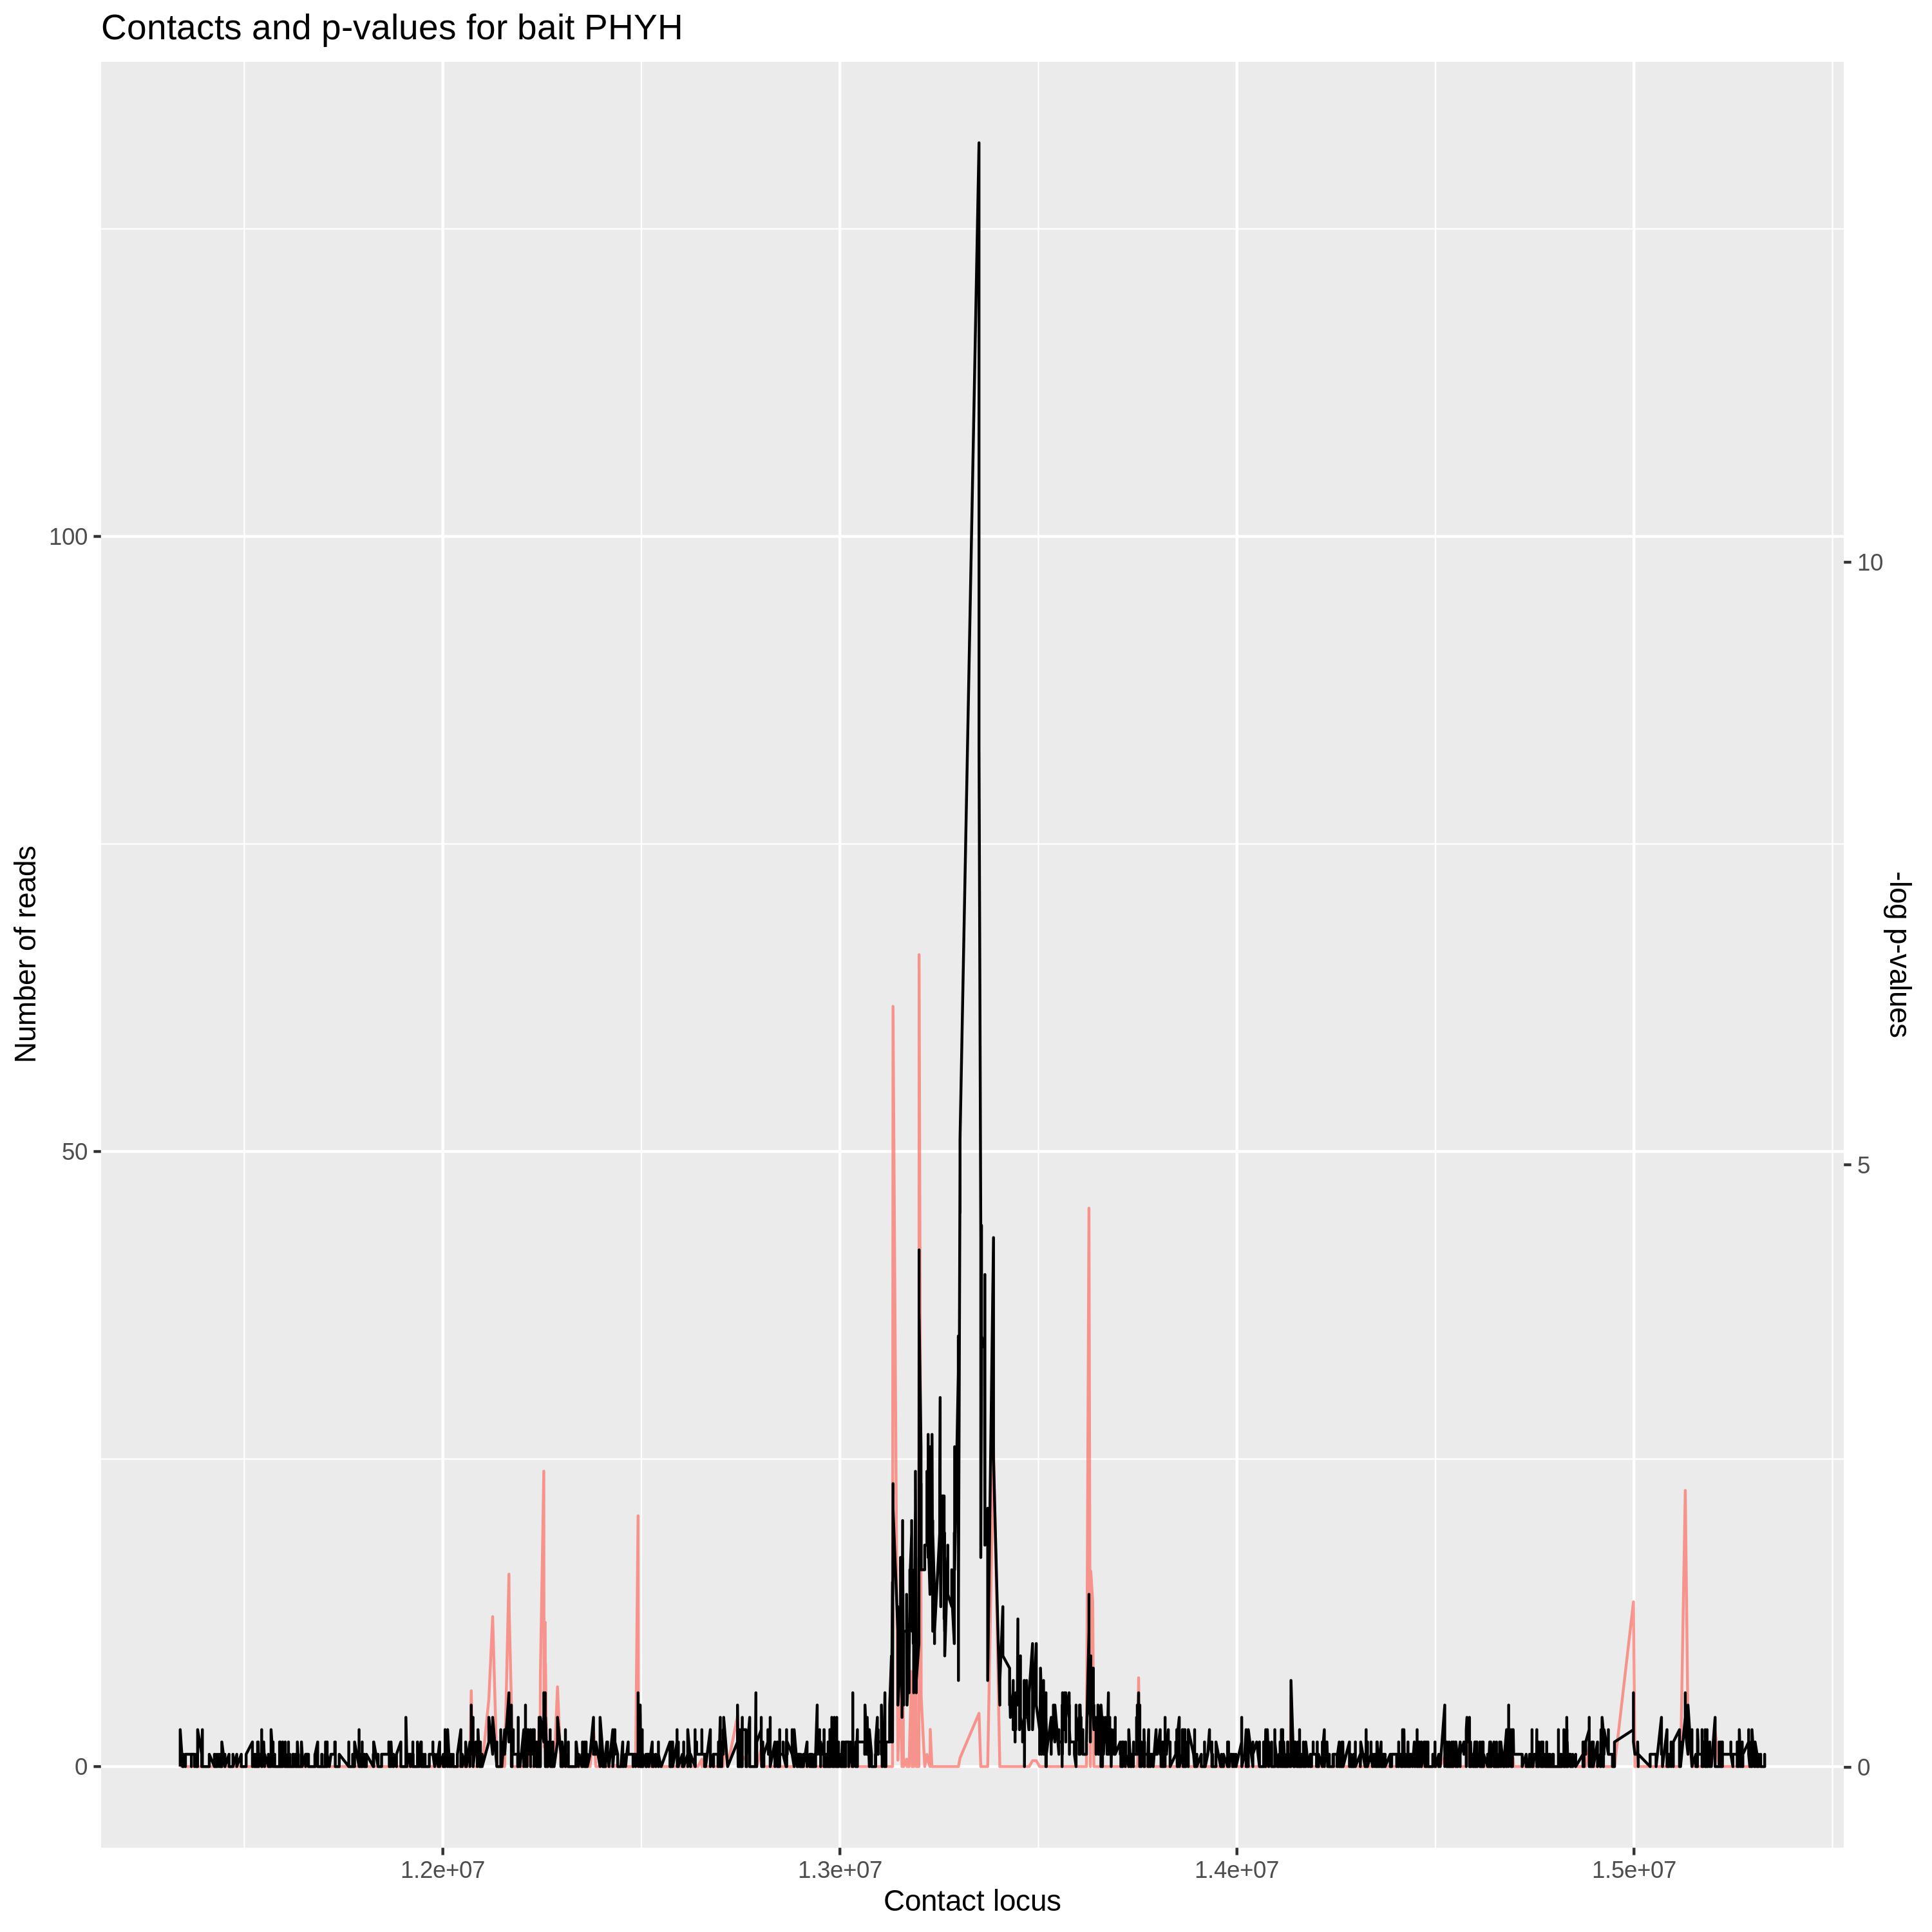 Contacts and p-values for bait PHYH
Number of reads
100
50
0
10
5
0
-log p-values
1.2e+07
1.3e+07
1.4e+07
1.5e+07
Contact locus